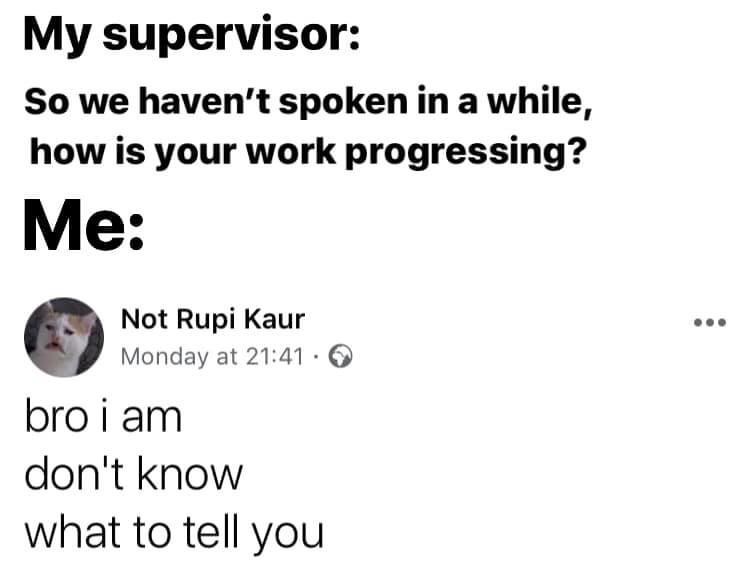 My supervisor:
So we haven't spoken in a while,
how is your work progressing?
Me:
Not Rupi Kaur
Monday at 21:41 ·
bro i am
don't know
what to tell you